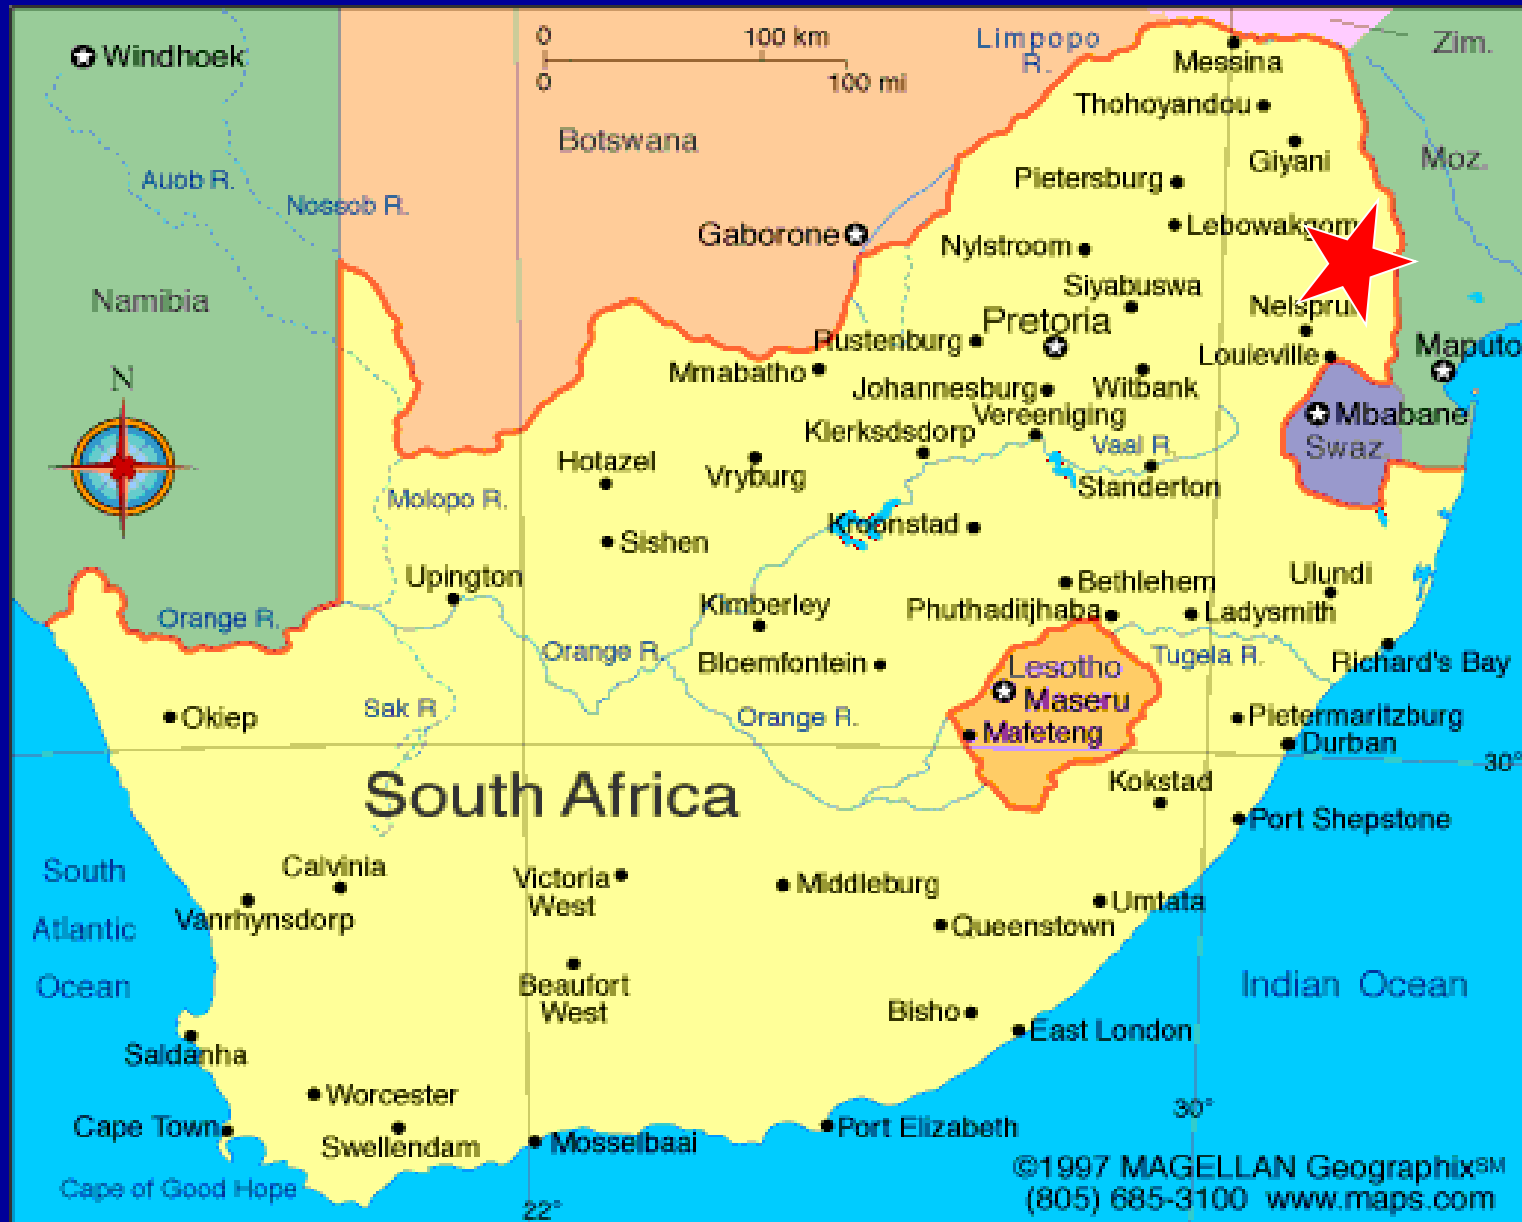 0 100 km
0 100 mi
Limpopo
R.
Zim.
Windhoek
Messina
Thohoyandou
Botswana
Giyani
Moz.
Auob R.
Pietersburg
Nossob R.
Gaborone
Nylstroom
Siyabuswa
Namibia
Pretoria
Rustenburg
Maputo
Louieville
Mmabatho
Johannesburg
Witbank
N
Vereeniging
Mbabane
Klerksdsdorp
Vaal R.
Swaz.
Hotazel
Vryburg
Standerton
Molopo R.
Kroonstad
Sishen
Upington
Bethlehem
Ulundi
Kimberley
Phuthaditjhaba
Ladysmith
Orange R.
Orange R.
Bloemfontein
Lesotho
Tugela R.
Richard's Bay
Maseru
Okiep
Sak R
Orange R.
Mafeteng
Pietermaritzburg
Durban
30°
South Africa
Kokstad
Port Shepstone
South
Atlantic
Ocean
Calvinia
Vanrhynsdorp
Victoria
West
Middleburg
Umtata
Queenstown
Beaufort
West
Indian Ocean
Bisho
East London
Saldanha
Worcester
30°
Cape Town
Swellendam
Mosselbaai
Port Elizabeth
Cape of Good Hope
22°
©1997 MAGELLAN Geographix℠
(805) 685-3100 www.maps.com